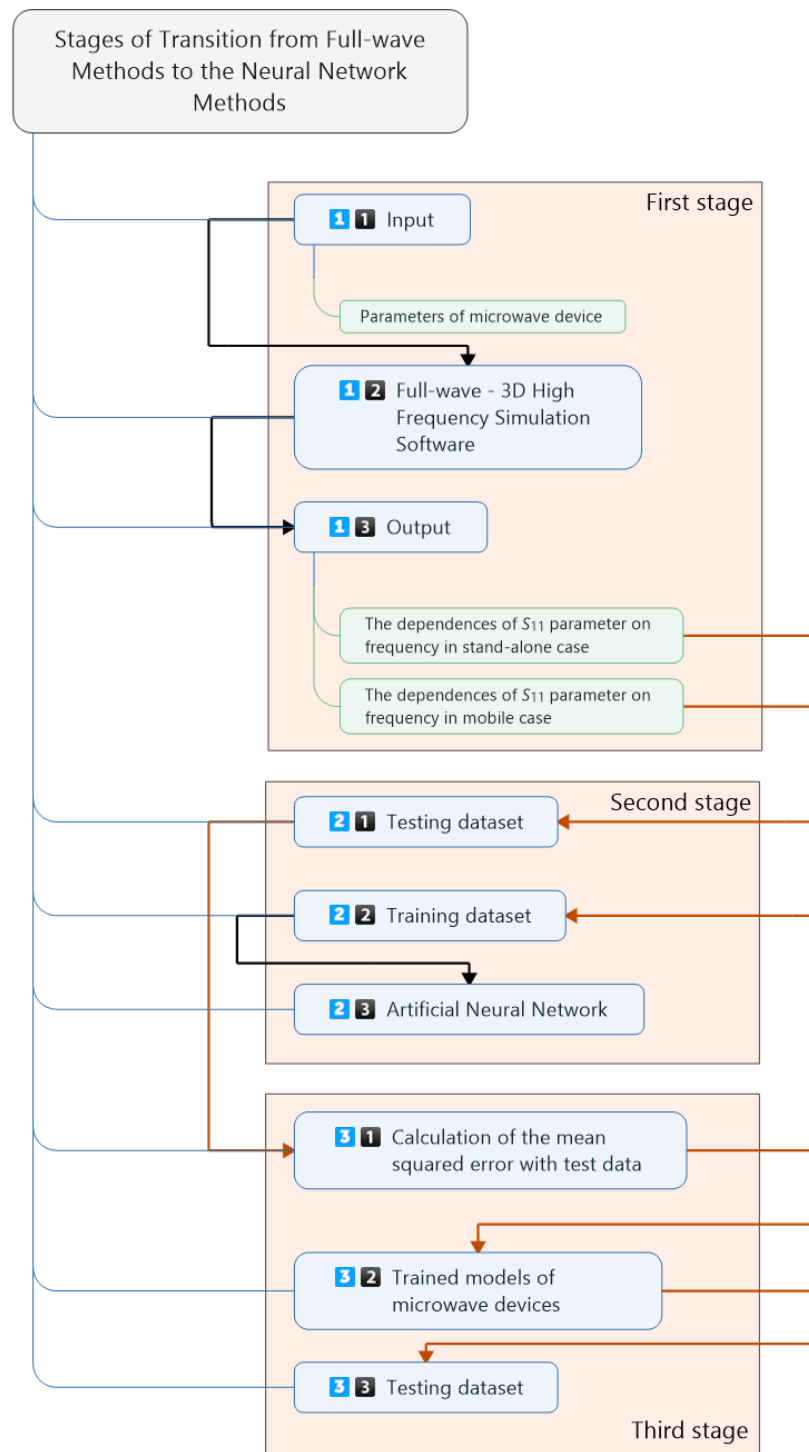 Stages of Transition from Full-wave
Methods to the Neural Network
Methods
First stage
1 1 Input
Parameters of microwave device
1 2 Full-wave - 3D High
Frequency Simulation
Software
1 3 Output
The dependences of S11 parameter on
frequency in stand-alone case
The dependences of S11 parameter on
frequency in mobile case
Second stage
2 1 Testing dataset
2 2 Training dataset
2 3 Artificial Neural Network
3 1 Calculation of the mean
squared error with test data
3 2 Trained models of
microwave devices
3 3 Testing dataset
Third stage